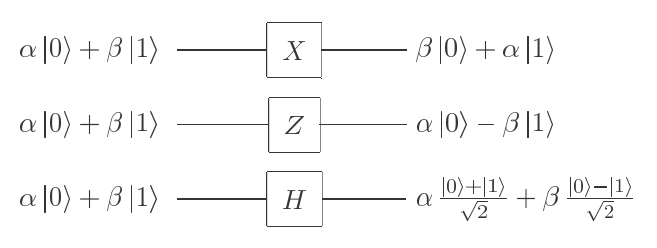 α|0⟩ + β|1⟩ X β|0⟩ + α|1⟩
α|0⟩ + β|1⟩ Z α|0⟩ − β|1⟩
α|0⟩ + β|1⟩ H α (|0⟩+|1⟩)/√2 + β (|0⟩−|1⟩)/√2